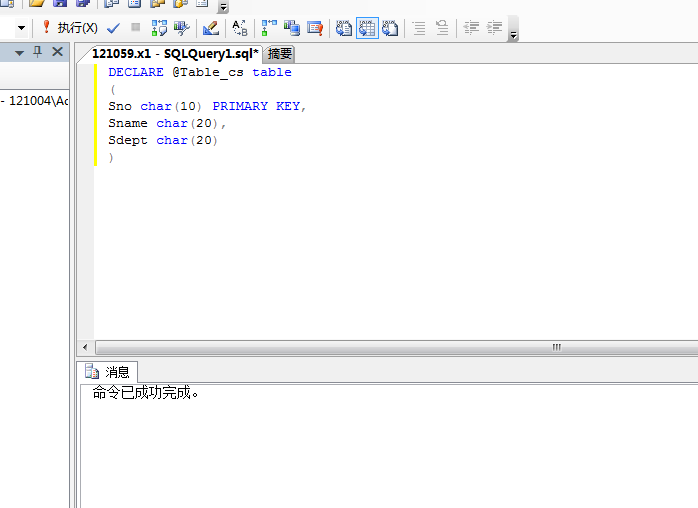 执行(X)
121059.x1 - SQLQuery1.sql* 摘要
- 121004\Ad
DECLARE @Table_cs table
(
Sno char(10) PRIMARY KEY,
Sname char(20),
Sdept char(20)
)
消息
命令已成功完成。